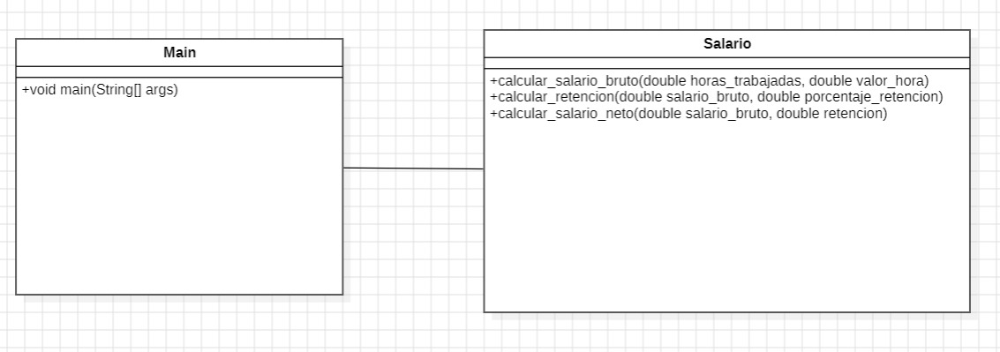 Main
+void main(String[] args)
Salario
+calcular_salario_bruto(double horas_trabajadas, double valor_hora)
+calcular_retencion(double salario_bruto, double porcentaje_retencion)
+calcular_salario_neto(double salario_bruto, double retencion)